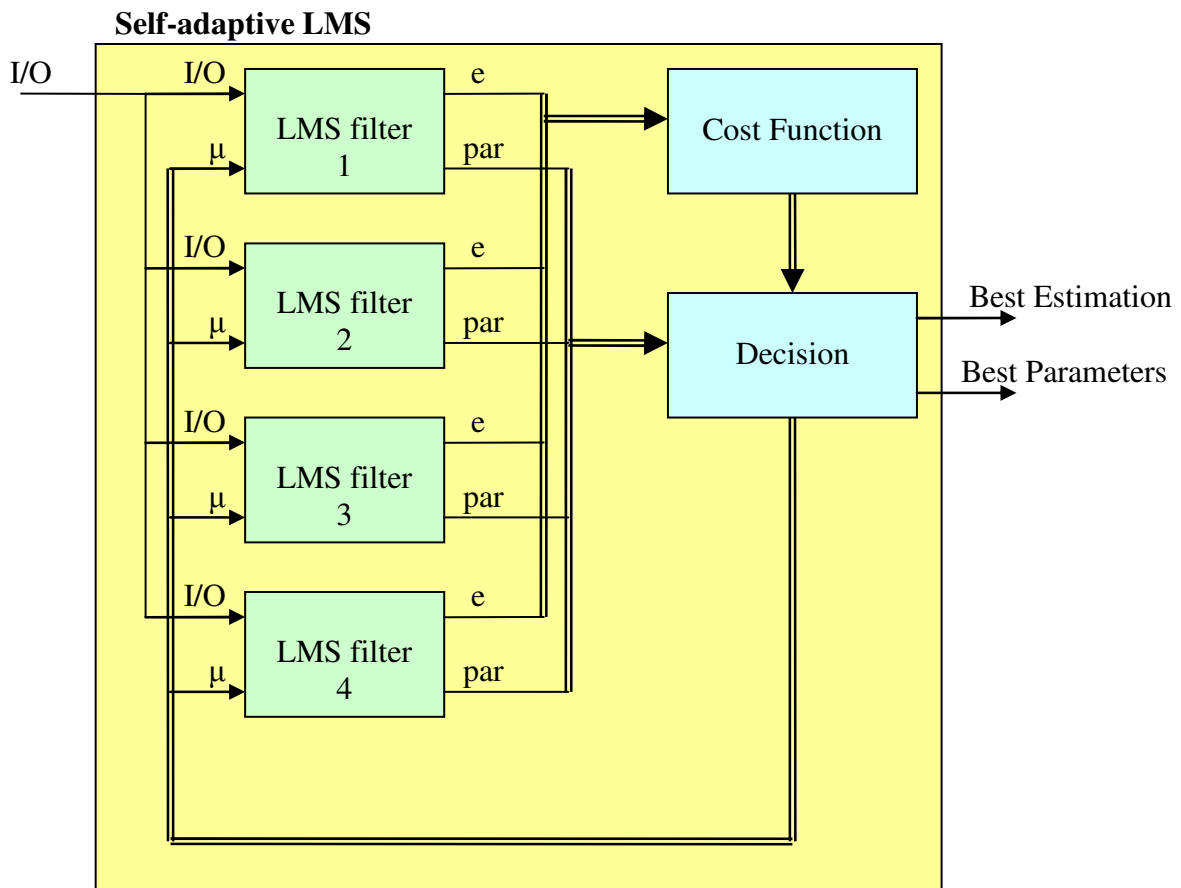 Self-adaptive LMS
I/O
I/O
e
LMS filter
1
Cost Function
μ
par
I/O
e
LMS filter
2
μ
par
Decision
Best Estimation
Best Parameters
I/O
e
LMS filter
3
μ
par
I/O
e
LMS filter
4
μ
par